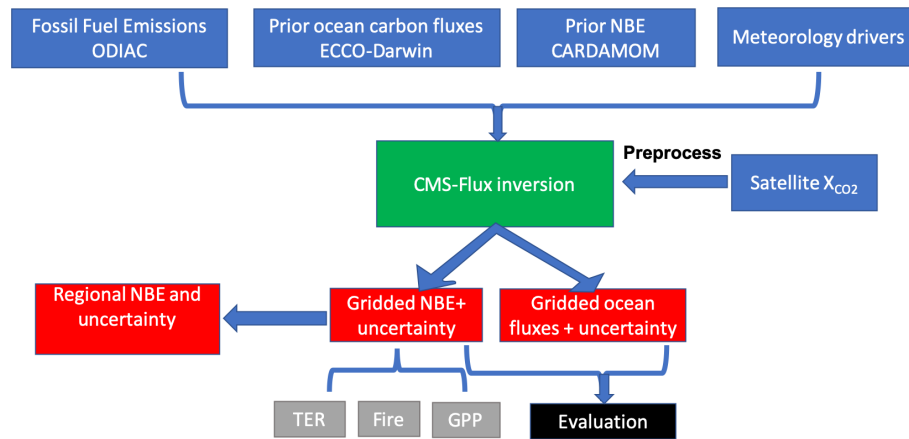 Fossil Fuel Emissions
ODIAC
Prior ocean carbon fluxes
ECCO-Darwin
Prior NBE
CARDAMOM
Meteorology drivers
CMS-Flux inversion
Preprocess
Satellite XCO2
Regional NBE and
uncertainty
Gridded NBE+
uncertainty
Gridded ocean
fluxes + uncertainty
TER
Fire
GPP
Evaluation